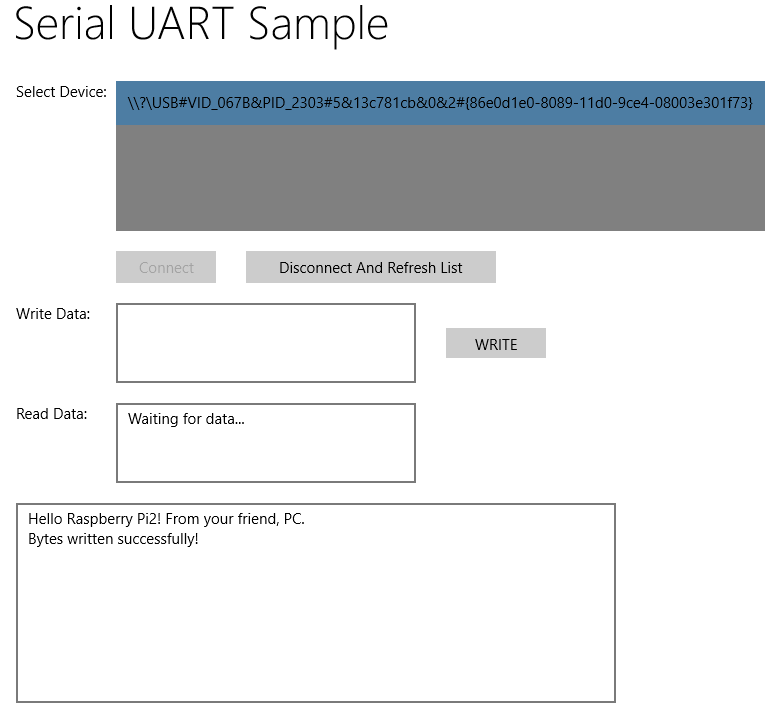 Serial UART Sample
Select Device:
\\?\USB#VID_067B&PID_2303#5&13c781cb&0&2#{86e0d1e0-8089-11d0-9ce4-08003e301f73}
Connect
Disconnect And Refresh List
Write Data:
WRITE
Read Data:
Waiting for data...
Hello Raspberry Pi2! From your friend, PC.
Bytes written successfully!